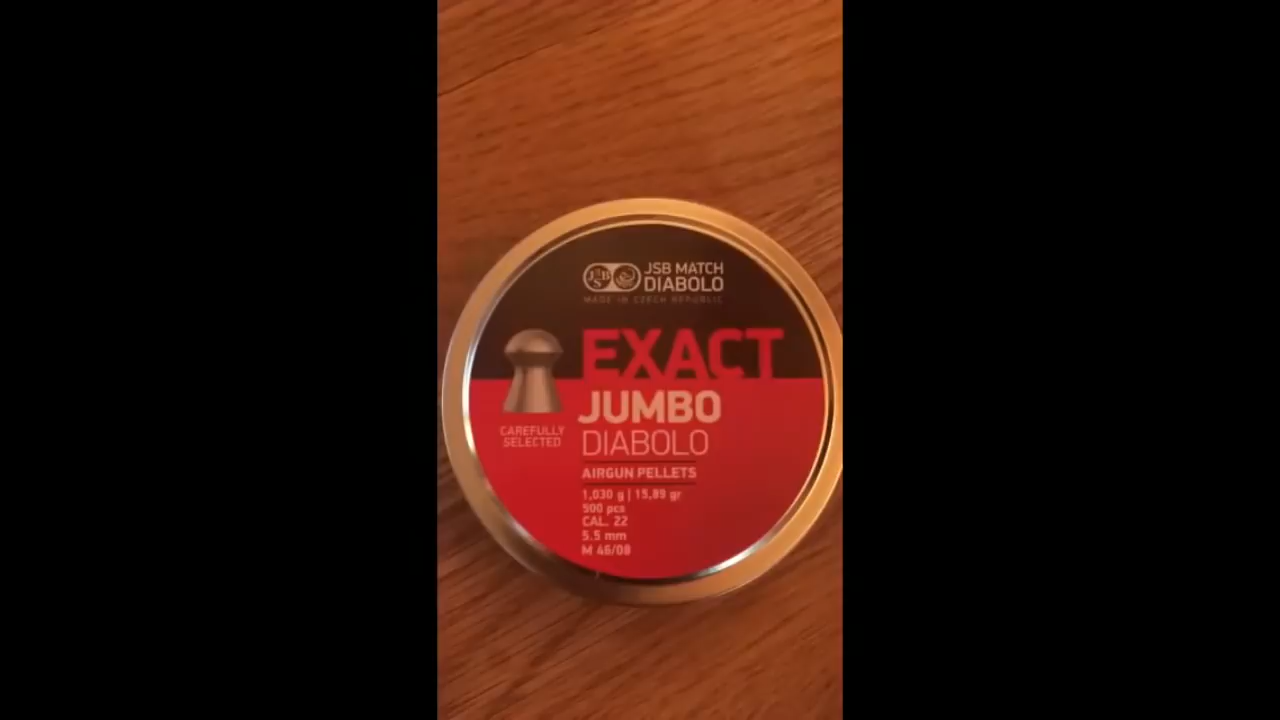 JSB
JSB MATCH
DIABOLO
MADE IN CZECH REPUBLIC
EXACT
JUMBO
DIABOLO
CAREFULLY
SELECTED
AIRGUN PELLETS
1,030 g | 15,89 gr
500 pcs
CAL. 22
5.5 mm
M 46/08